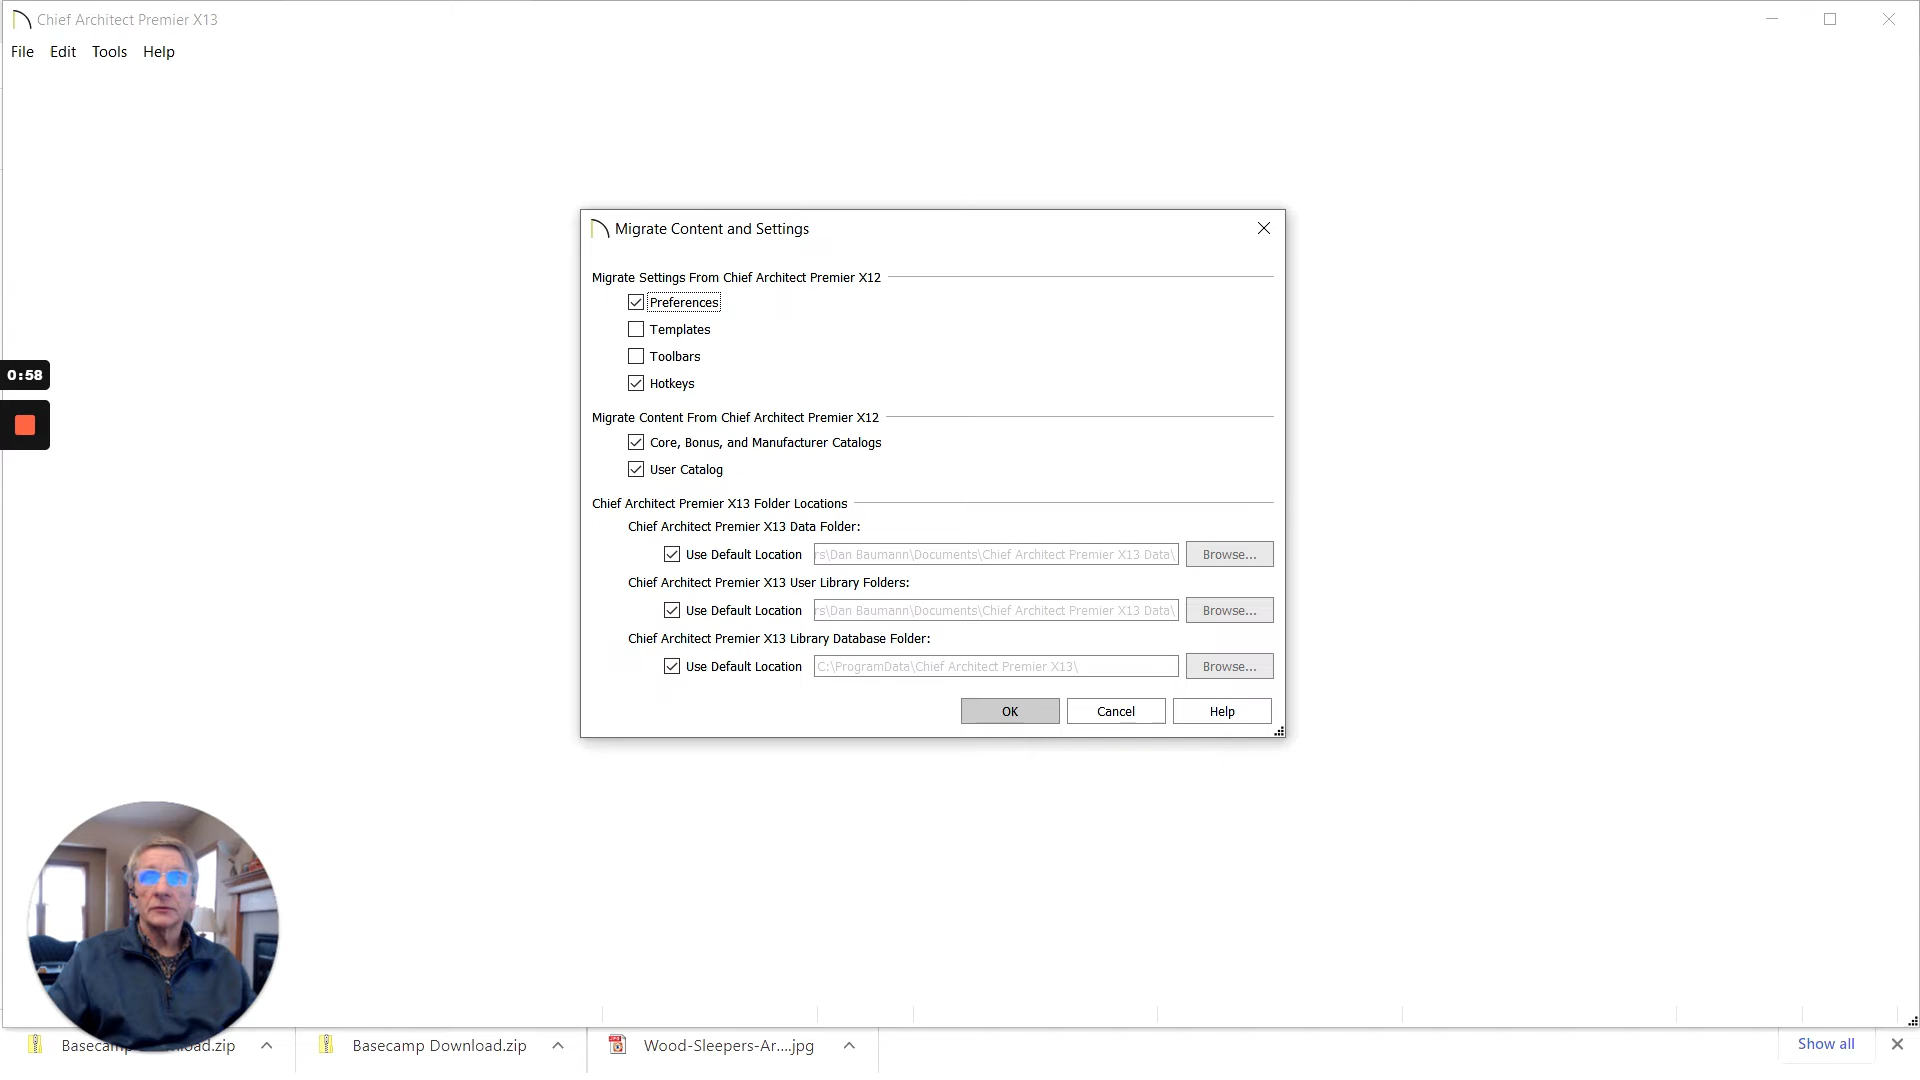 Chief Architect Premier X13
File Edit Tools Help
Migrate Content and Settings
Migrate Settings From Chief Architect Premier X12
Preferences
Templates
Toolbars
Hotkeys
0:58
Migrate Content From Chief Architect Premier X12
Core, Bonus, and Manufacturer Catalogs
User Catalog
Chief Architect Premier X13 Folder Locations
Chief Architect Premier X13 Data Folder:
Use Default Location rs\Dan Baumann\Documents\Chief Architect Premier X13 Data\ Browse...
Chief Architect Premier X13 User Library Folders:
Use Default Location rs\Dan Baumann\Documents\Chief Architect Premier X13 Data\ Browse...
Chief Architect Premier X13 Library Database Folder:
Use Default Location C:\ProgramData\Chief Architect Premier X13\ Browse...
OK Cancel Help
Basecamp Download.zip Wood-Sleepers-Ar....jpg Show all